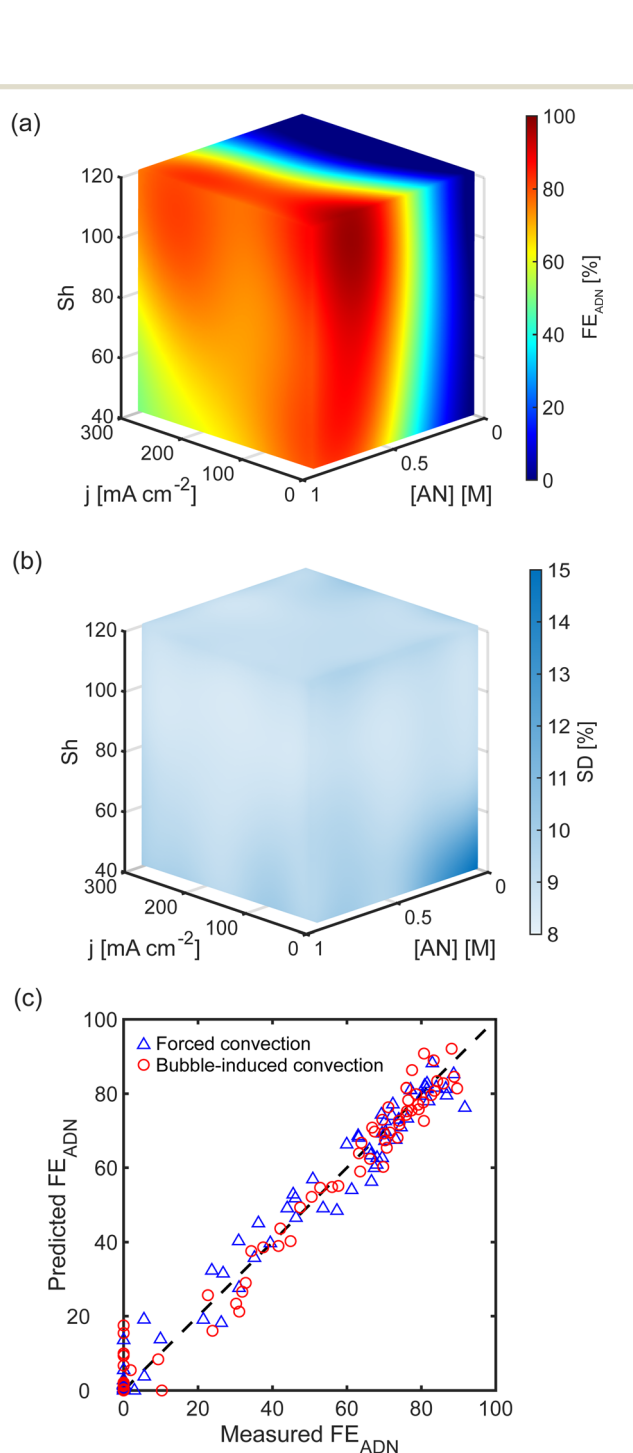 (a)
120
100
80
60
40
Sh
300
200
100
0
j [mA cm-2]
1
0.5
0
[AN] [M]
100
80
60
40
20
0
FEADN [%]
(b)
120
100
80
60
40
Sh
300
200
100
0
j [mA cm-2]
1
0.5
0
[AN] [M]
15
14
13
12
11
10
9
8
SD [%]
(c)
100
80
60
40
20
0
Predicted FEADN
Forced convection
Bubble-induced convection
0 20 40 60 80 100
Measured FEADN